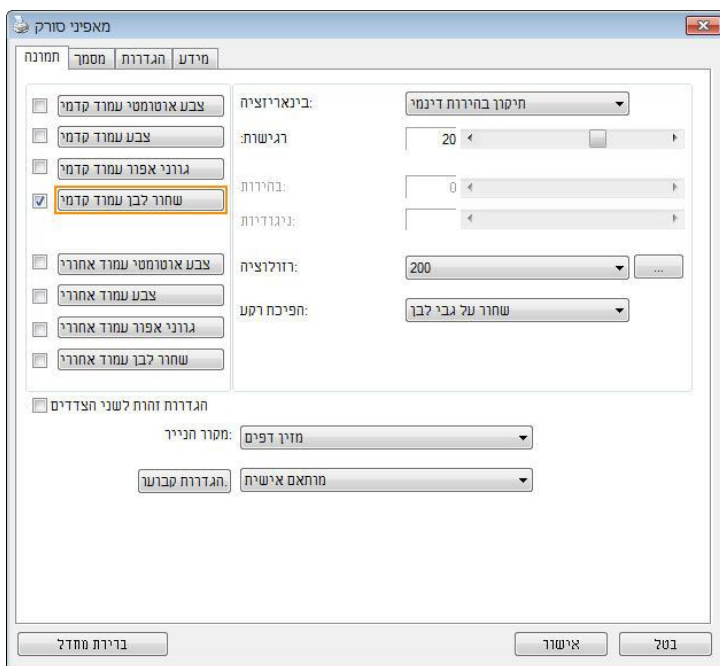 מאפיני סורק
תמונה מסמך הגדרות מידע
צבע אוטומטי עמוד קדמי
צבע עמוד קדמי
גווני אפור עמוד קדמי
שחור לבן עמוד קדמי
צבע אוטומטי עמוד אחורי
צבע עמוד אחורי
גווני אפור עמוד אחורי
שחור לבן עמוד אחורי
בינאריזציה: תיקון בהירות דינמי
רגישות: 20
בהירות: 0
ניגודיות:
רזולוציה: 200 ...
הפיכת רקע: שחור על גבי לבן
הגדרות זהות לשני הצדדים
מקור הנייר: מזין דפים
הגדרות קבועו. מותאם אישית
ברירת מחדל אישור בטל